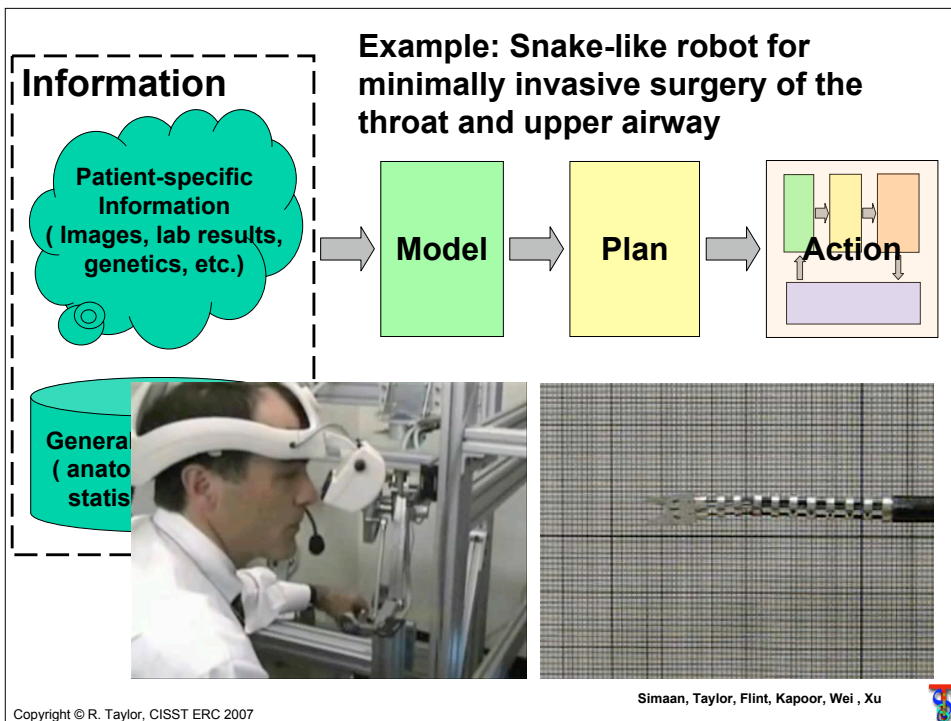 Example: Snake-like robot for
minimally invasive surgery of the
throat and upper airway
Information
Patient-specific
Information
( Images, lab results,
genetics, etc.)
Model
Plan
Action
General
( anato
statis
Simaan, Taylor, Flint, Kapoor, Wei , Xu
Copyright © R. Taylor, CISST ERC 2007